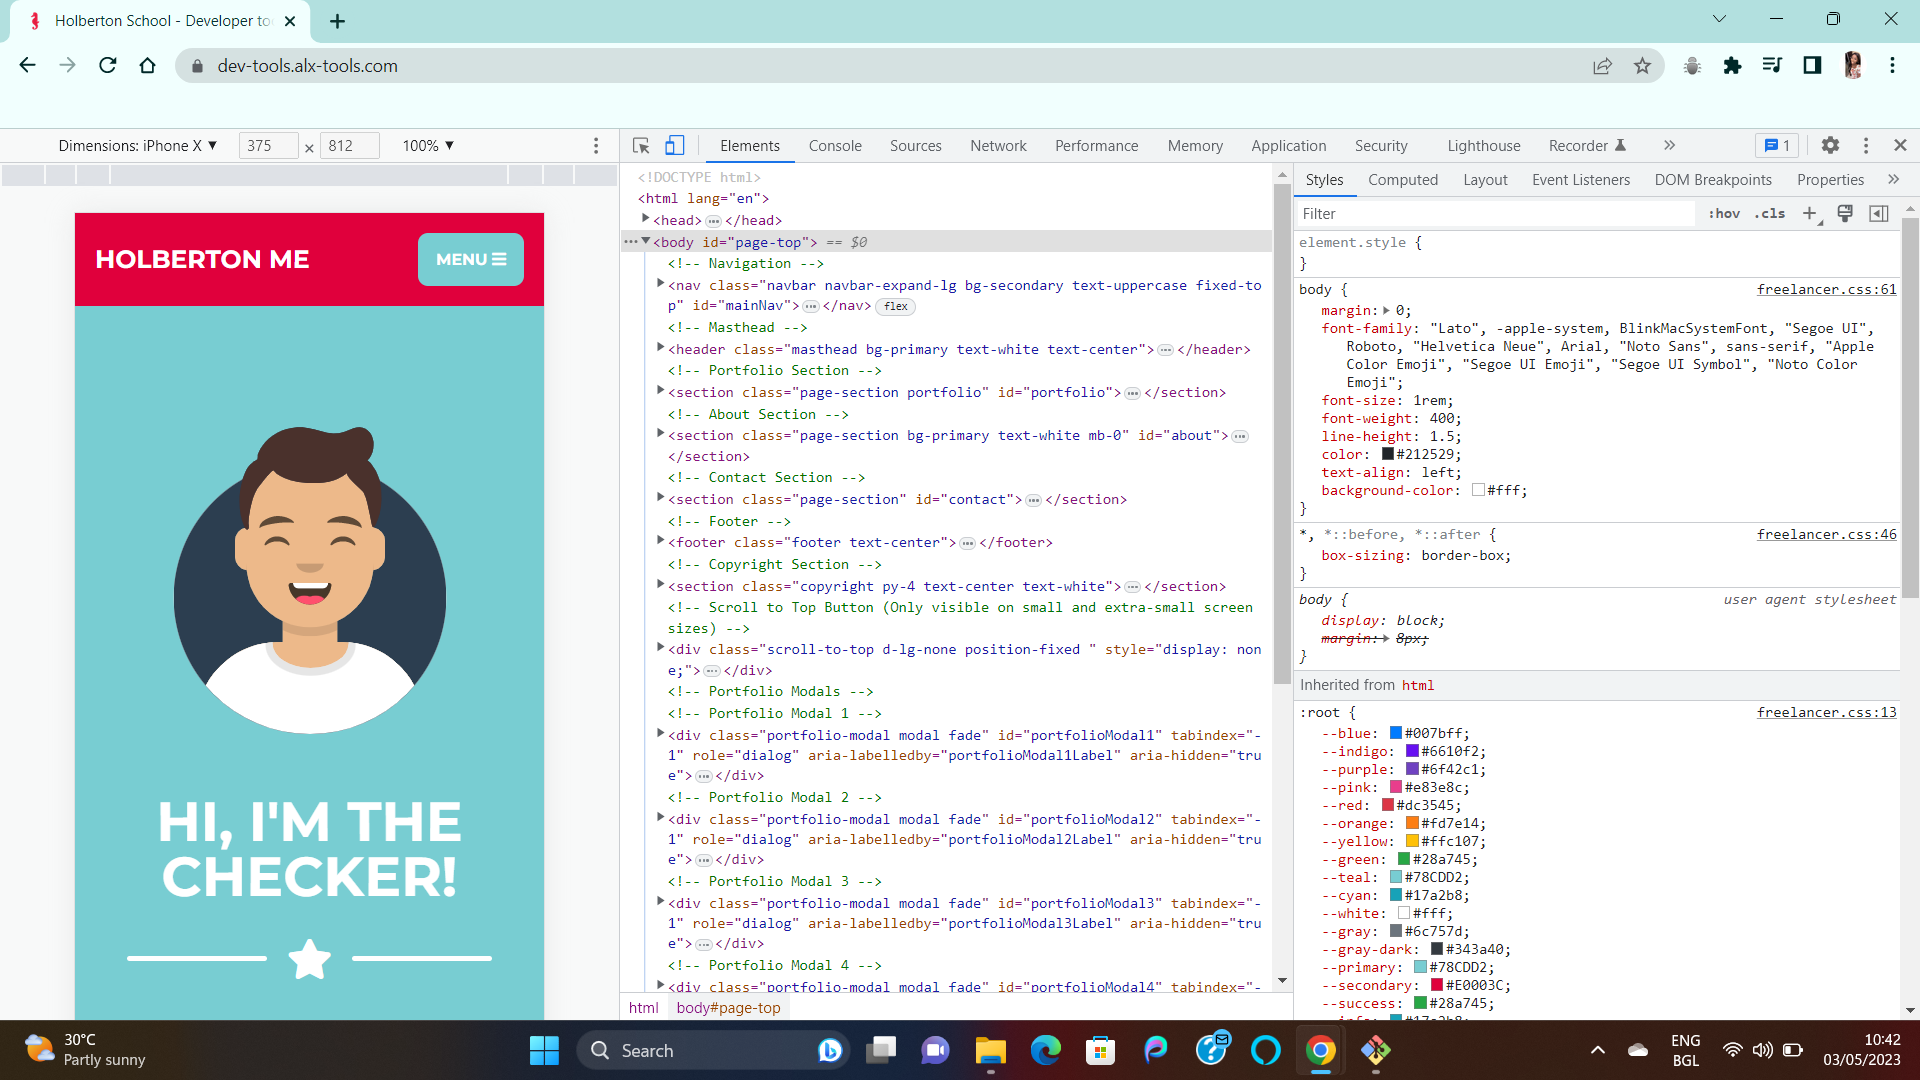 Holberton School - Developer to
dev-tools.alx-tools.com
Dimensions: iPhone X ▼ 375 × 812 100% ▼
Elements Console Sources Network Performance Memory Application Security Lighthouse Recorder » 1
HOLBERTON ME
MENU
HI, I'M THE
CHECKER!
<!DOCTYPE html>
<html lang="en">
<head> ••• </head>
••• <body id="page-top"> == $0
<!-- Navigation -->
<nav class="navbar navbar-expand-lg bg-secondary text-uppercase fixed-to
p" id="mainNav"> ••• </nav> flex
<!-- Masthead -->
<header class="masthead bg-primary text-white text-center"> ••• </header>
<!-- Portfolio Section -->
<section class="page-section portfolio" id="portfolio"> ••• </section>
<!-- About Section -->
<section class="page-section bg-primary text-white mb-0" id="about"> •••
</section>
<!-- Contact Section -->
<section class="page-section" id="contact"> ••• </section>
<!-- Footer -->
<footer class="footer text-center"> ••• </footer>
<!-- Copyright Section -->
<section class="copyright py-4 text-center text-white"> ••• </section>
<!-- Scroll to Top Button (Only visible on small and extra-small screen
sizes) -->
<div class="scroll-to-top d-lg-none position-fixed " style="display: non
e;"> ••• </div>
<!-- Portfolio Modals -->
<!-- Portfolio Modal 1 -->
<div class="portfolio-modal modal fade" id="portfolioModal1" tabindex="-
1" role="dialog" aria-labelledby="portfolioModal1Label" aria-hidden="tru
e"> ••• </div>
<!-- Portfolio Modal 2 -->
<div class="portfolio-modal modal fade" id="portfolioModal2" tabindex="-
1" role="dialog" aria-labelledby="portfolioModal2Label" aria-hidden="tru
e"> ••• </div>
<!-- Portfolio Modal 3 -->
<div class="portfolio-modal modal fade" id="portfolioModal3" tabindex="-
1" role="dialog" aria-labelledby="portfolioModal3Label" aria-hidden="tru
e"> ••• </div>
<!-- Portfolio Modal 4 -->
<div class="portfolio-modal modal fade" id="portfolioModal4" tabindex="-
html body#page-top
Styles Computed Layout Event Listeners DOM Breakpoints Properties »
Filter :hov .cls +
element.style {
}
body { freelancer.css:61
margin: 0;
font-family: "Lato", -apple-system, BlinkMacSystemFont, "Segoe UI",
Roboto, "Helvetica Neue", Arial, "Noto Sans", sans-serif, "Apple
Color Emoji", "Segoe UI Emoji", "Segoe UI Symbol", "Noto Color
Emoji";
font-size: 1rem;
font-weight: 400;
line-height: 1.5;
color: #212529;
text-align: left;
background-color: #fff;
}
*, *::before, *::after { freelancer.css:46
box-sizing: border-box;
}
body { user agent stylesheet
display: block;
margin: 8px;
}
Inherited from html
:root { freelancer.css:13
--blue: #007bff;
--indigo: #6610f2;
--purple: #6f42c1;
--pink: #e83e8c;
--red: #dc3545;
--orange: #fd7e14;
--yellow: #ffc107;
--green: #28a745;
--teal: #78CDD2;
--cyan: #17a2b8;
--white: #fff;
--gray: #6c757d;
--gray-dark: #343a40;
--primary: #78CDD2;
--secondary: #E0003C;
--success: #28a745;
--info: #17a2b8;
30°C
Partly sunny
Search
ENG
BGL
10:42
03/05/2023